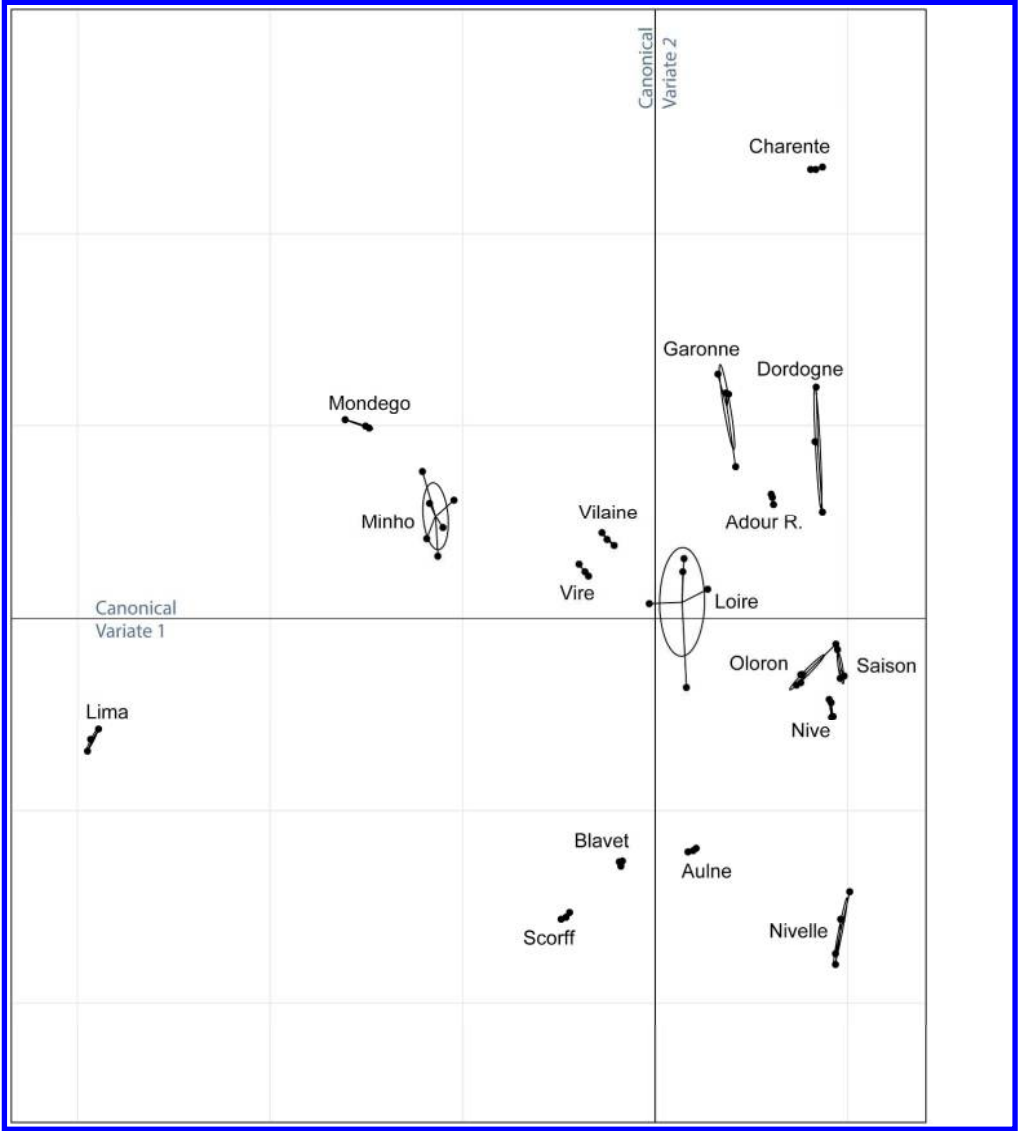 Canonical
Variate 2
Charente
Garonne
Dordogne
Mondego
Minho
Vilaine
Adour R.
Vire
Loire
Canonical
Variate 1
Oloron
Saison
Lima
Nive
Blavet
Aulne
Nivelle
Scorff